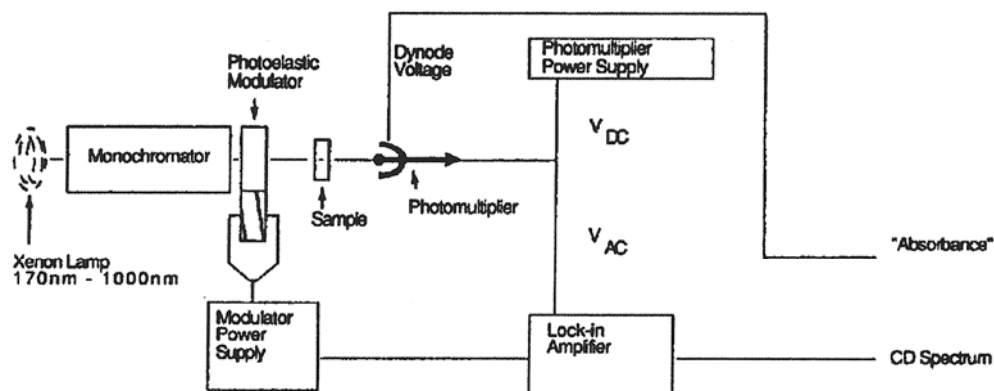 Photoelastic
Modulator
Dynode
Voltage
Photomultiplier
Power Supply
V DC
Monochromator
Sample
Photomultiplier
V AC
"Absorbance"
Xenon Lamp
170nm - 1000nm
Modulator
Power
Supply
Lock-in
Amplifier
CD Spectrum